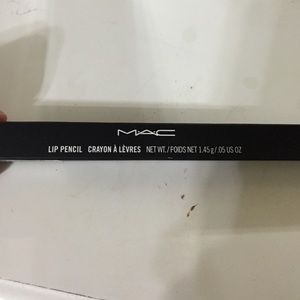 MAC
LIP PENCIL CRAYON À LÈVRES NET WT./POIDS NET 1.45 g/.05 US OZ